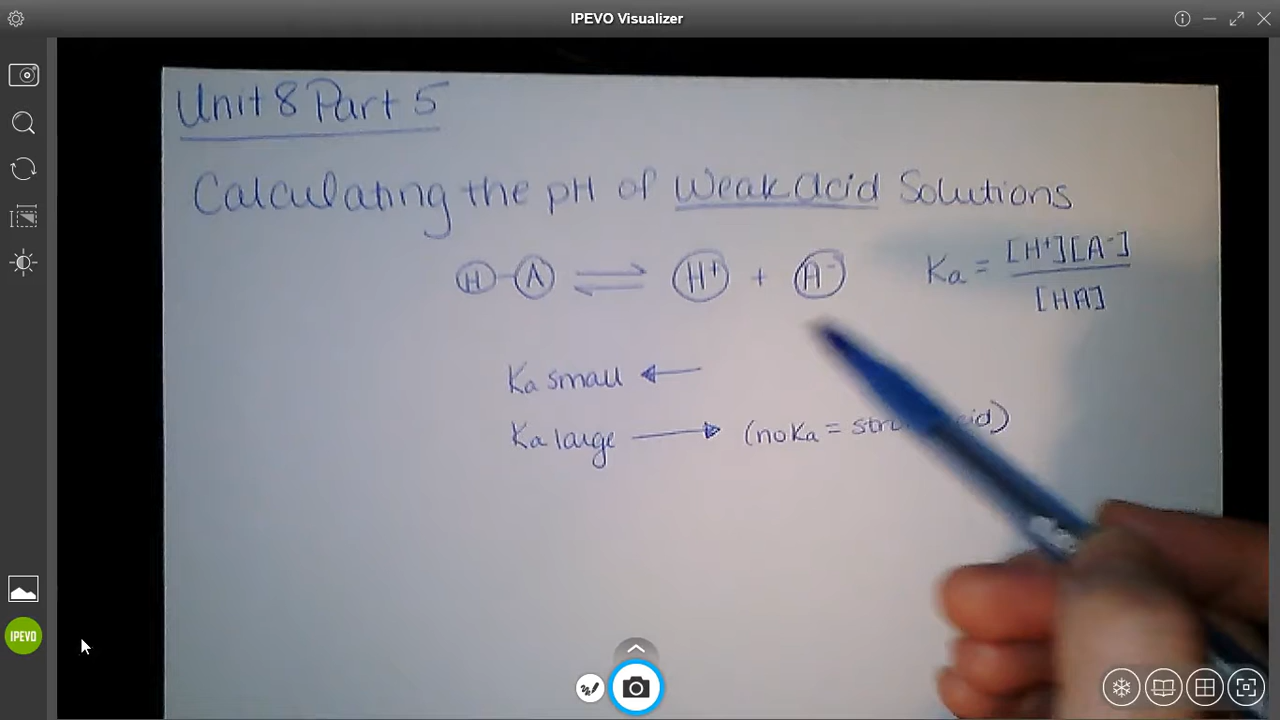 IPEVO Visualizer
Unit 8 Part 5
Calculating the pH of Weak acid Solutions
H-A ⇌ H⁺ + A⁻ Ka = [H⁺][A⁻] / [HA]
Ka small ←
Ka large → (no Ka = acid)
IPEVO